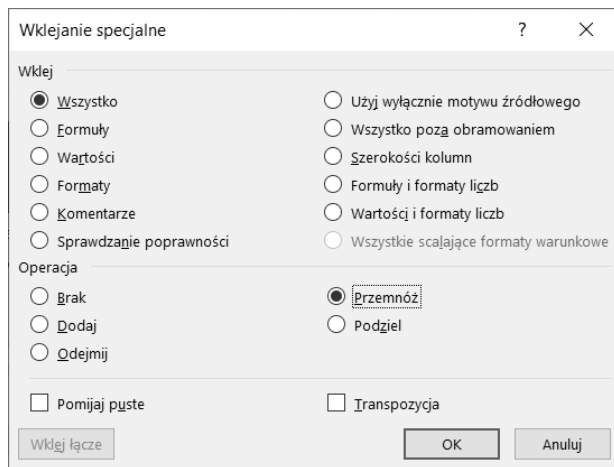 Wklejanie specjalne ?
Wklej
Wszystko Użyj wyłącznie motywu źródłowego
Formuły Wszystko poza obramowaniem
Wartości Szerokości kolumn
Formaty Formuły i formaty liczb
Komentarze Wartości i formaty liczb
Sprawdzanie poprawności Wszystkie scalające formaty warunkowe
Operacja
Brak Przemnóż
Dodaj Podziel
Odejmij
Pomijaj puste Transpozycja
Wklej łącze OK Anuluj